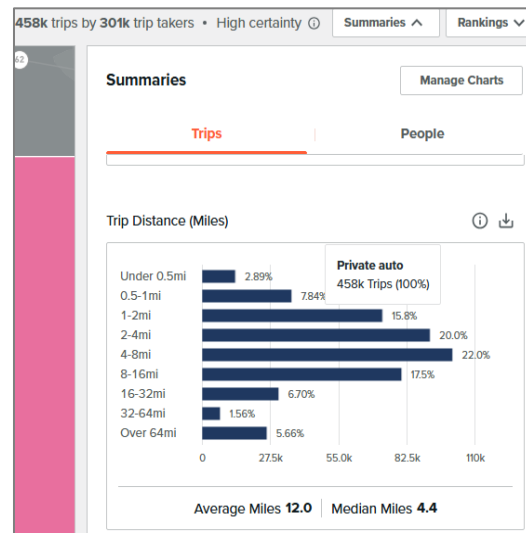 458k trips by 301k trip takers • High certainty
Summaries
Rankings
62
Summaries
Manage Charts
Trips
People
Trip Distance (Miles)
Private auto
458k Trips (100%)
Under 0.5mi 2.89%
0.5-1mi 7.84%
1-2mi 15.8%
2-4mi 20.0%
4-8mi 22.0%
8-16mi 17.5%
16-32mi 6.70%
32-64mi 1.56%
Over 64mi 5.66%
0 27.5k 55.0k 82.5k 110k
Average Miles 12.0 | Median Miles 4.4